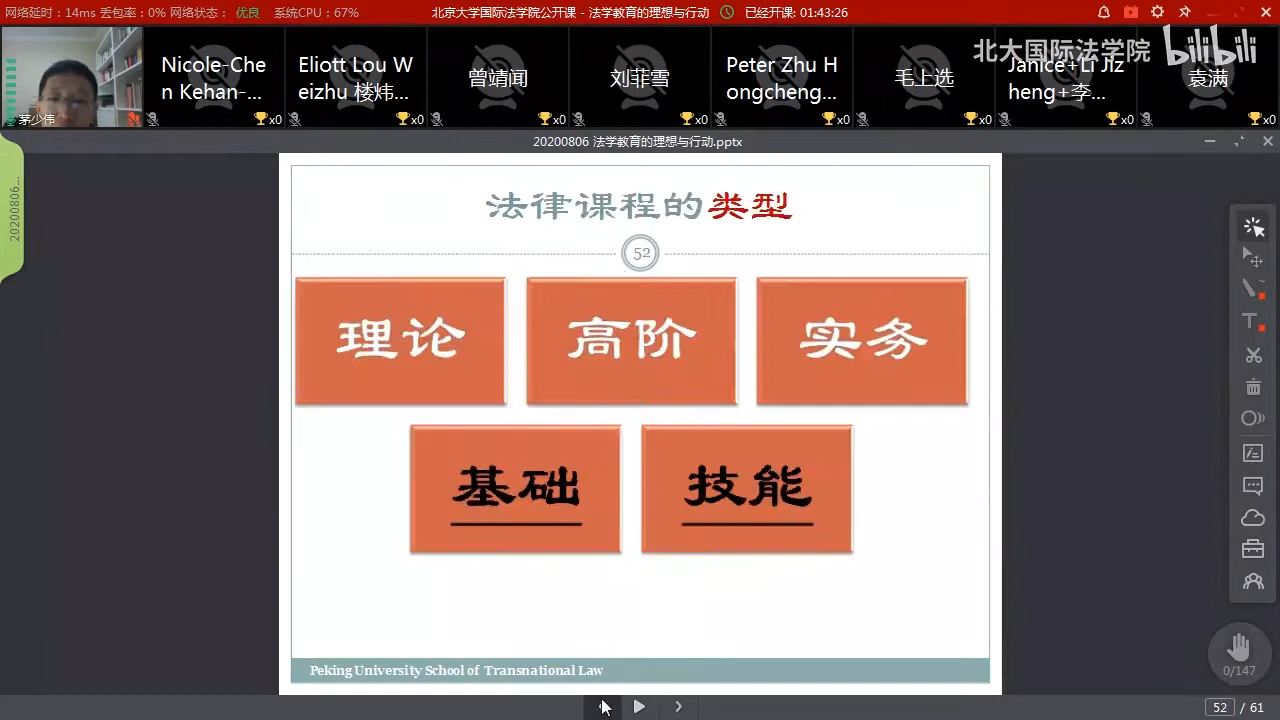 网络延时：14ms 丢包率：0% 网络状态： 优良 系统CPU：67%
北京大学国际法学院公开课 - 法学教育的理想与行动
已经开课: 01:43:26
北大国际法学院 bilibili
茅少伟
Nicole-Che
n Kehan-...
x0
Eliott Lou W
eizhu 楼炜...
x0
曾靖闻
x0
刘菲雪
x0
Peter Zhu H
ongcheng...
x0
毛上选
x0
Janice+Li Jiz
heng+李...
x0
袁满
x0
20200806 法学教育的理想与行动.pptx
20200806...
法律课程的类型
52
理论
高阶
实务
基础
技能
Peking University School of Transnational Law
0/147
52 / 61